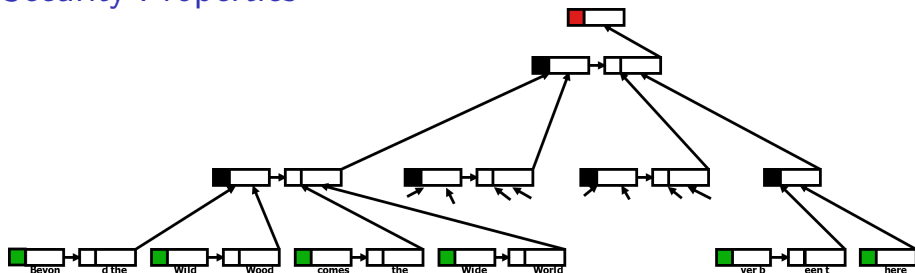 Security Properties
Beyon d the Wild Wood comes the Wide World ver b een t here